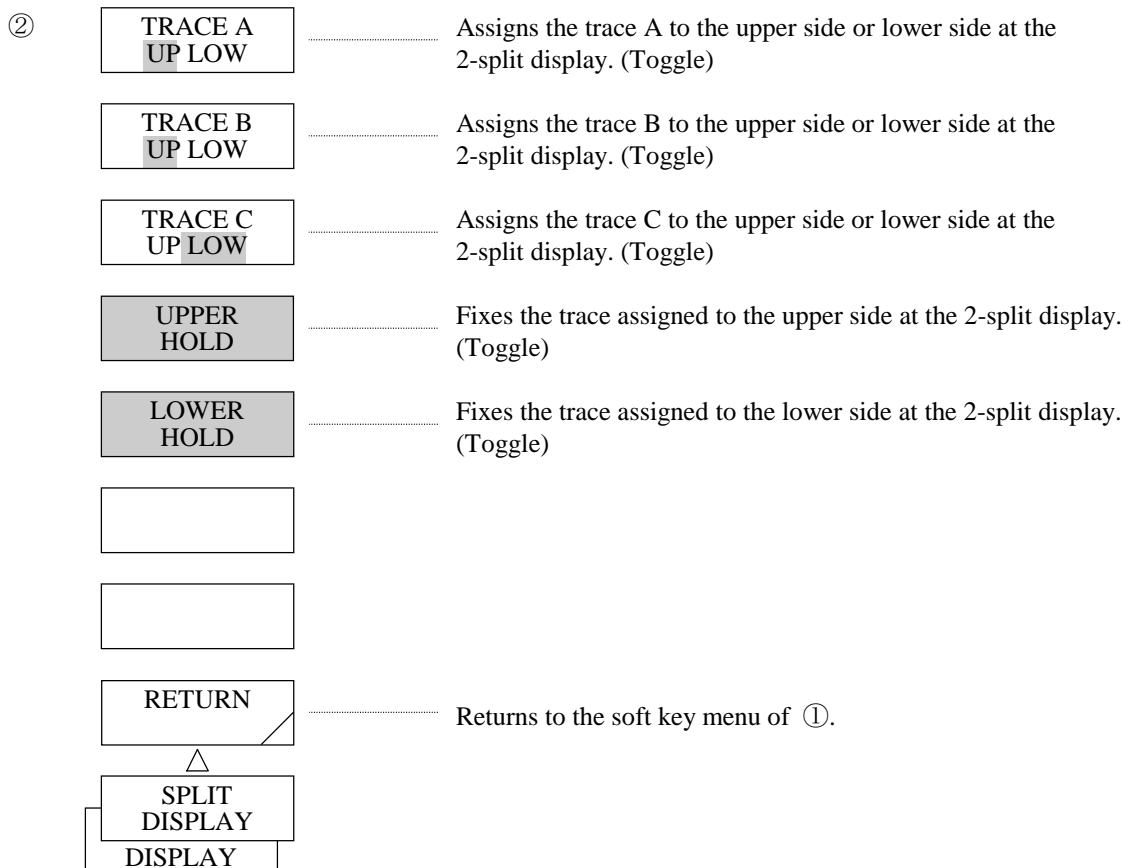 ②
TRACE A
UP LOW
Assigns the trace A to the upper side or lower side at the
2-split display. (Toggle)
TRACE B
UP LOW
Assigns the trace B to the upper side or lower side at the
2-split display. (Toggle)
TRACE C
UP LOW
Assigns the trace C to the upper side or lower side at the
2-split display. (Toggle)
UPPER
HOLD
Fixes the trace assigned to the upper side at the 2-split display.
(Toggle)
LOWER
HOLD
Fixes the trace assigned to the lower side at the 2-split display.
(Toggle)
RETURN
Returns to the soft key menu of ①.
SPLIT
DISPLAY
DISPLAY